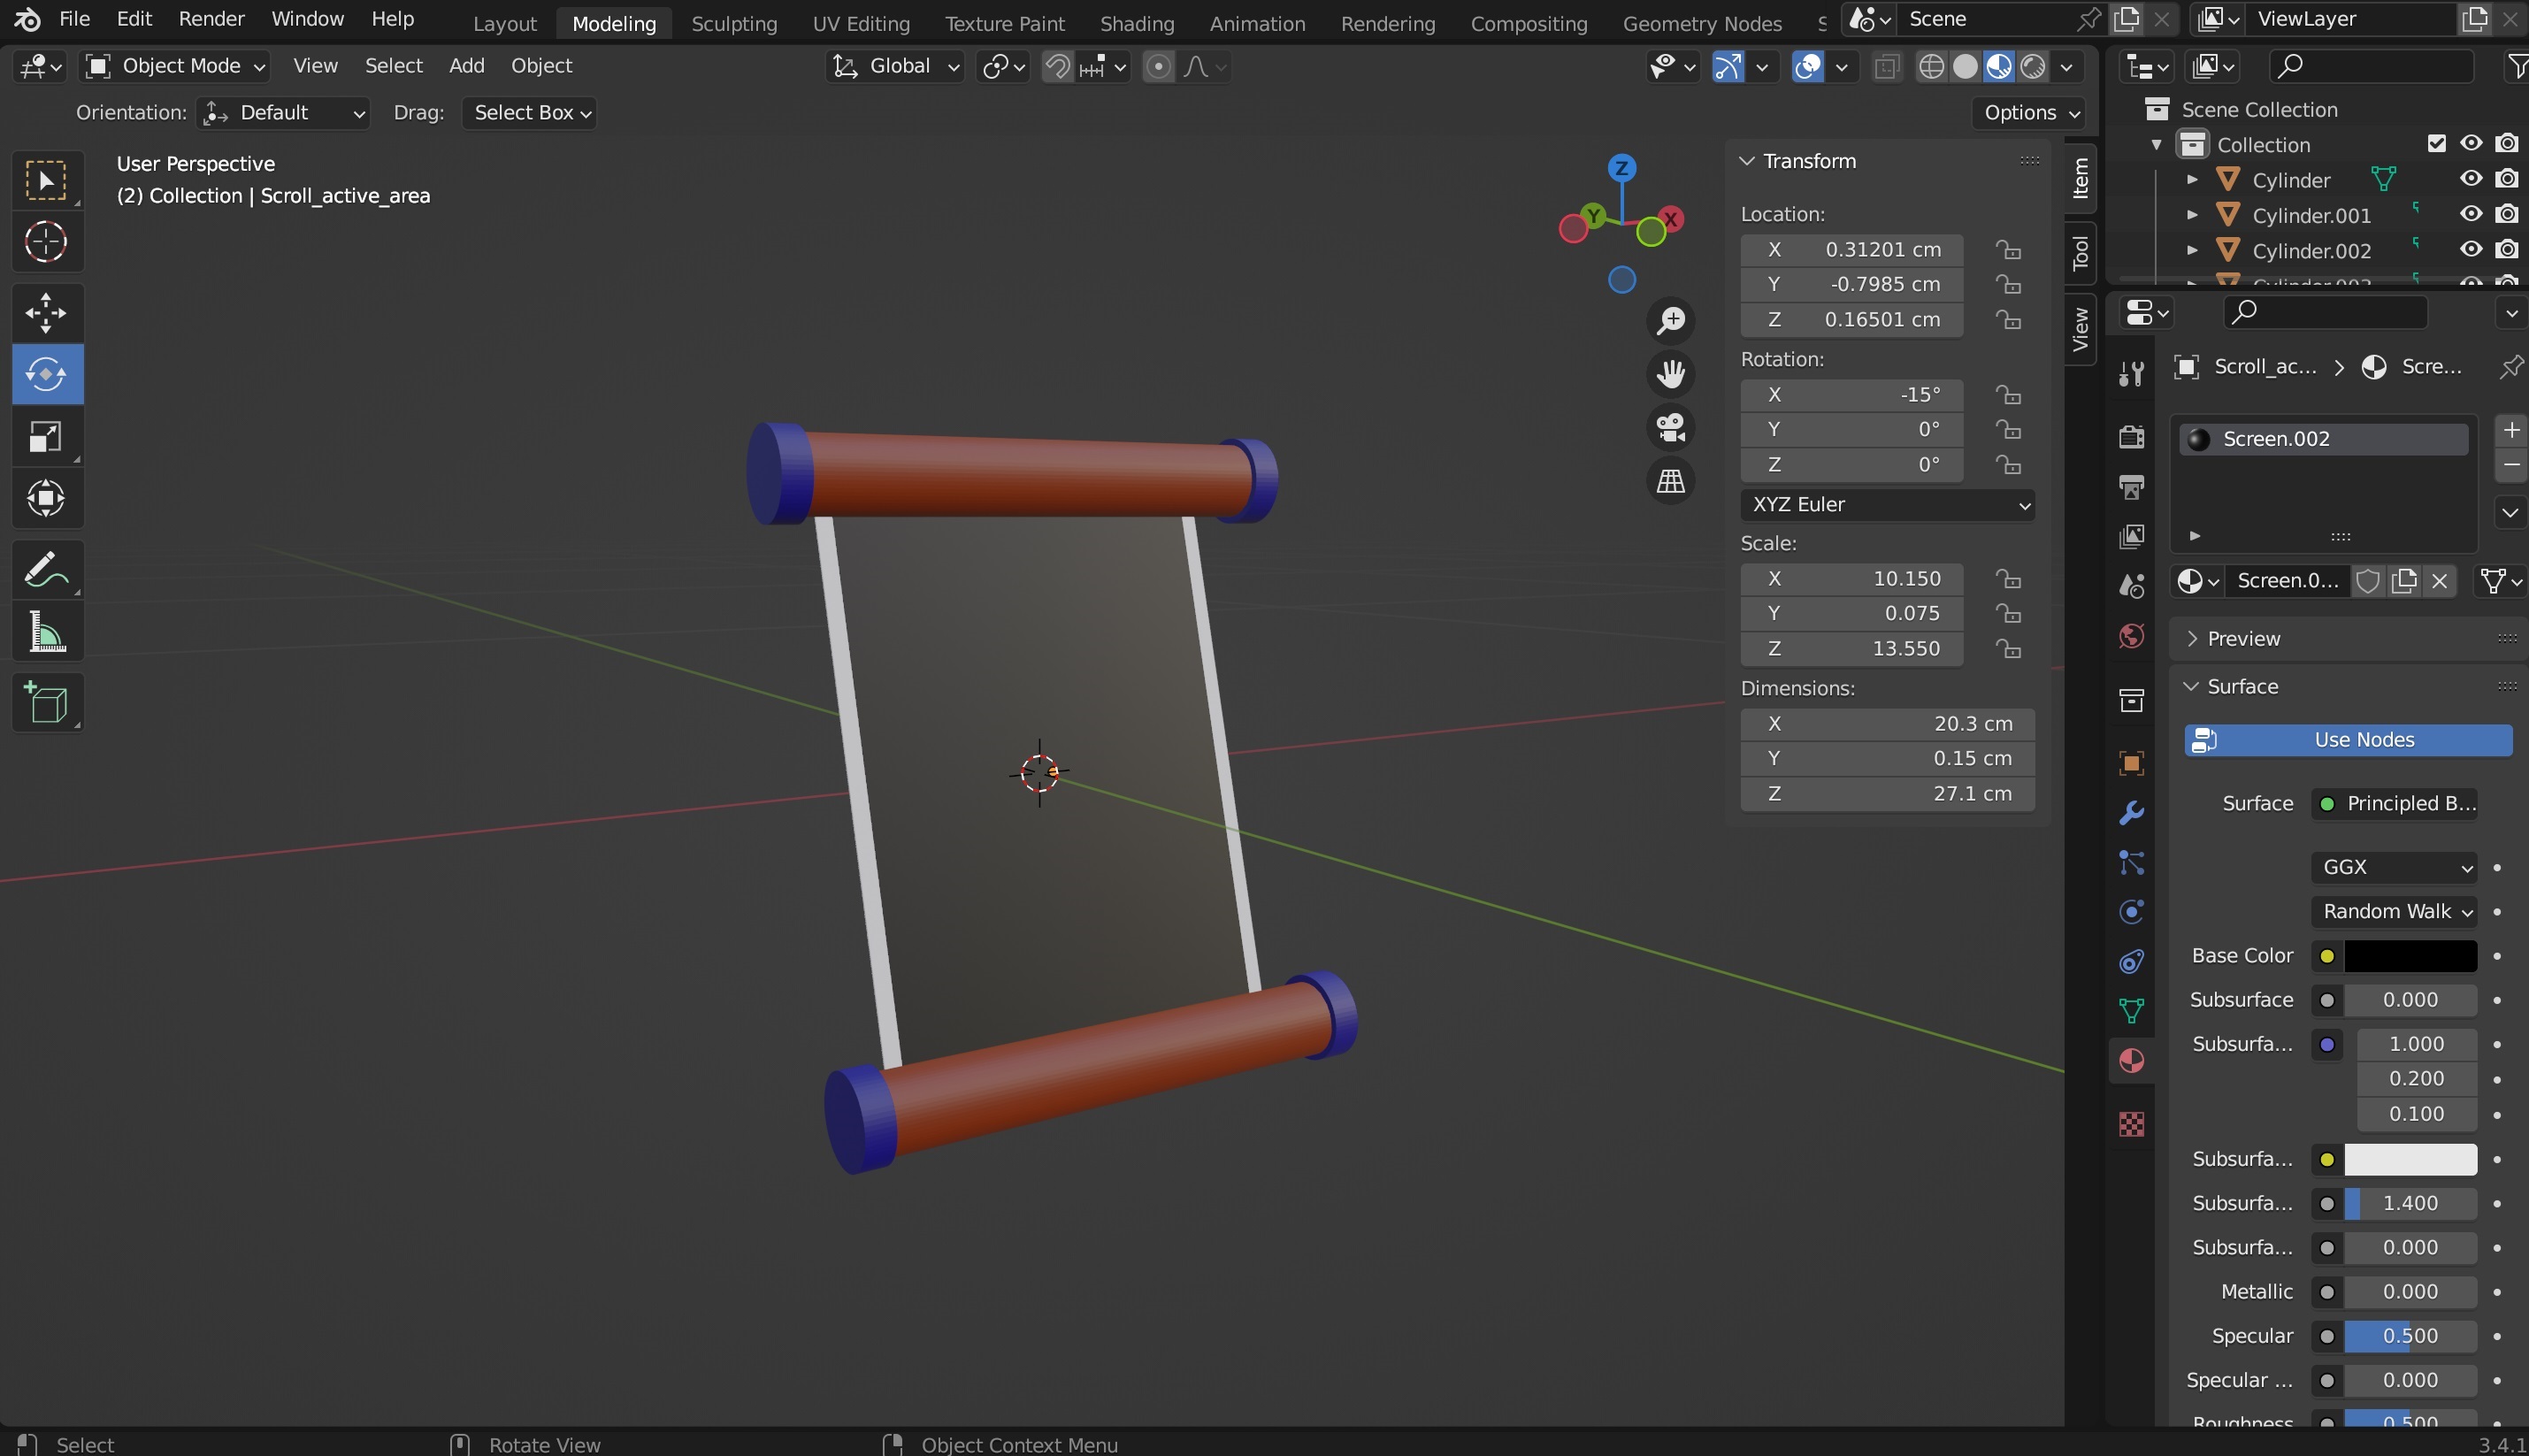 File Edit Render Window Help
Layout Modeling Sculpting UV Editing Texture Paint Shading Animation Rendering Compositing Geometry Nodes
Scene
ViewLayer
Object Mode View Select Add Object
Global
Orientation: Default Drag: Select Box
Options
User Perspective
(2) Collection | Scroll_active_area
Z
Y
X
Transform
Location:
X 0.31201 cm
Y -0.7985 cm
Z 0.16501 cm
Rotation:
X -15°
Y 0°
Z 0°
XYZ Euler
Scale:
X 10.150
Y 0.075
Z 13.550
Dimensions:
X 20.3 cm
Y 0.15 cm
Z 27.1 cm
Item
Tool
View
Scene Collection
Collection
Cylinder
Cylinder.001
Cylinder.002
Scroll_ac... Scre...
Screen.002
Screen.0...
Preview
Surface
Use Nodes
Surface Principled B...
GGX
Random Walk
Base Color
Subsurface 0.000
Subsurfa... 1.000
0.200
0.100
Subsurfa...
Subsurfa... 1.400
Subsurfa... 0.000
Metallic 0.000
Specular 0.500
Specular ... 0.000
Roughness 0.500
Select Rotate View Object Context Menu
3.4.1